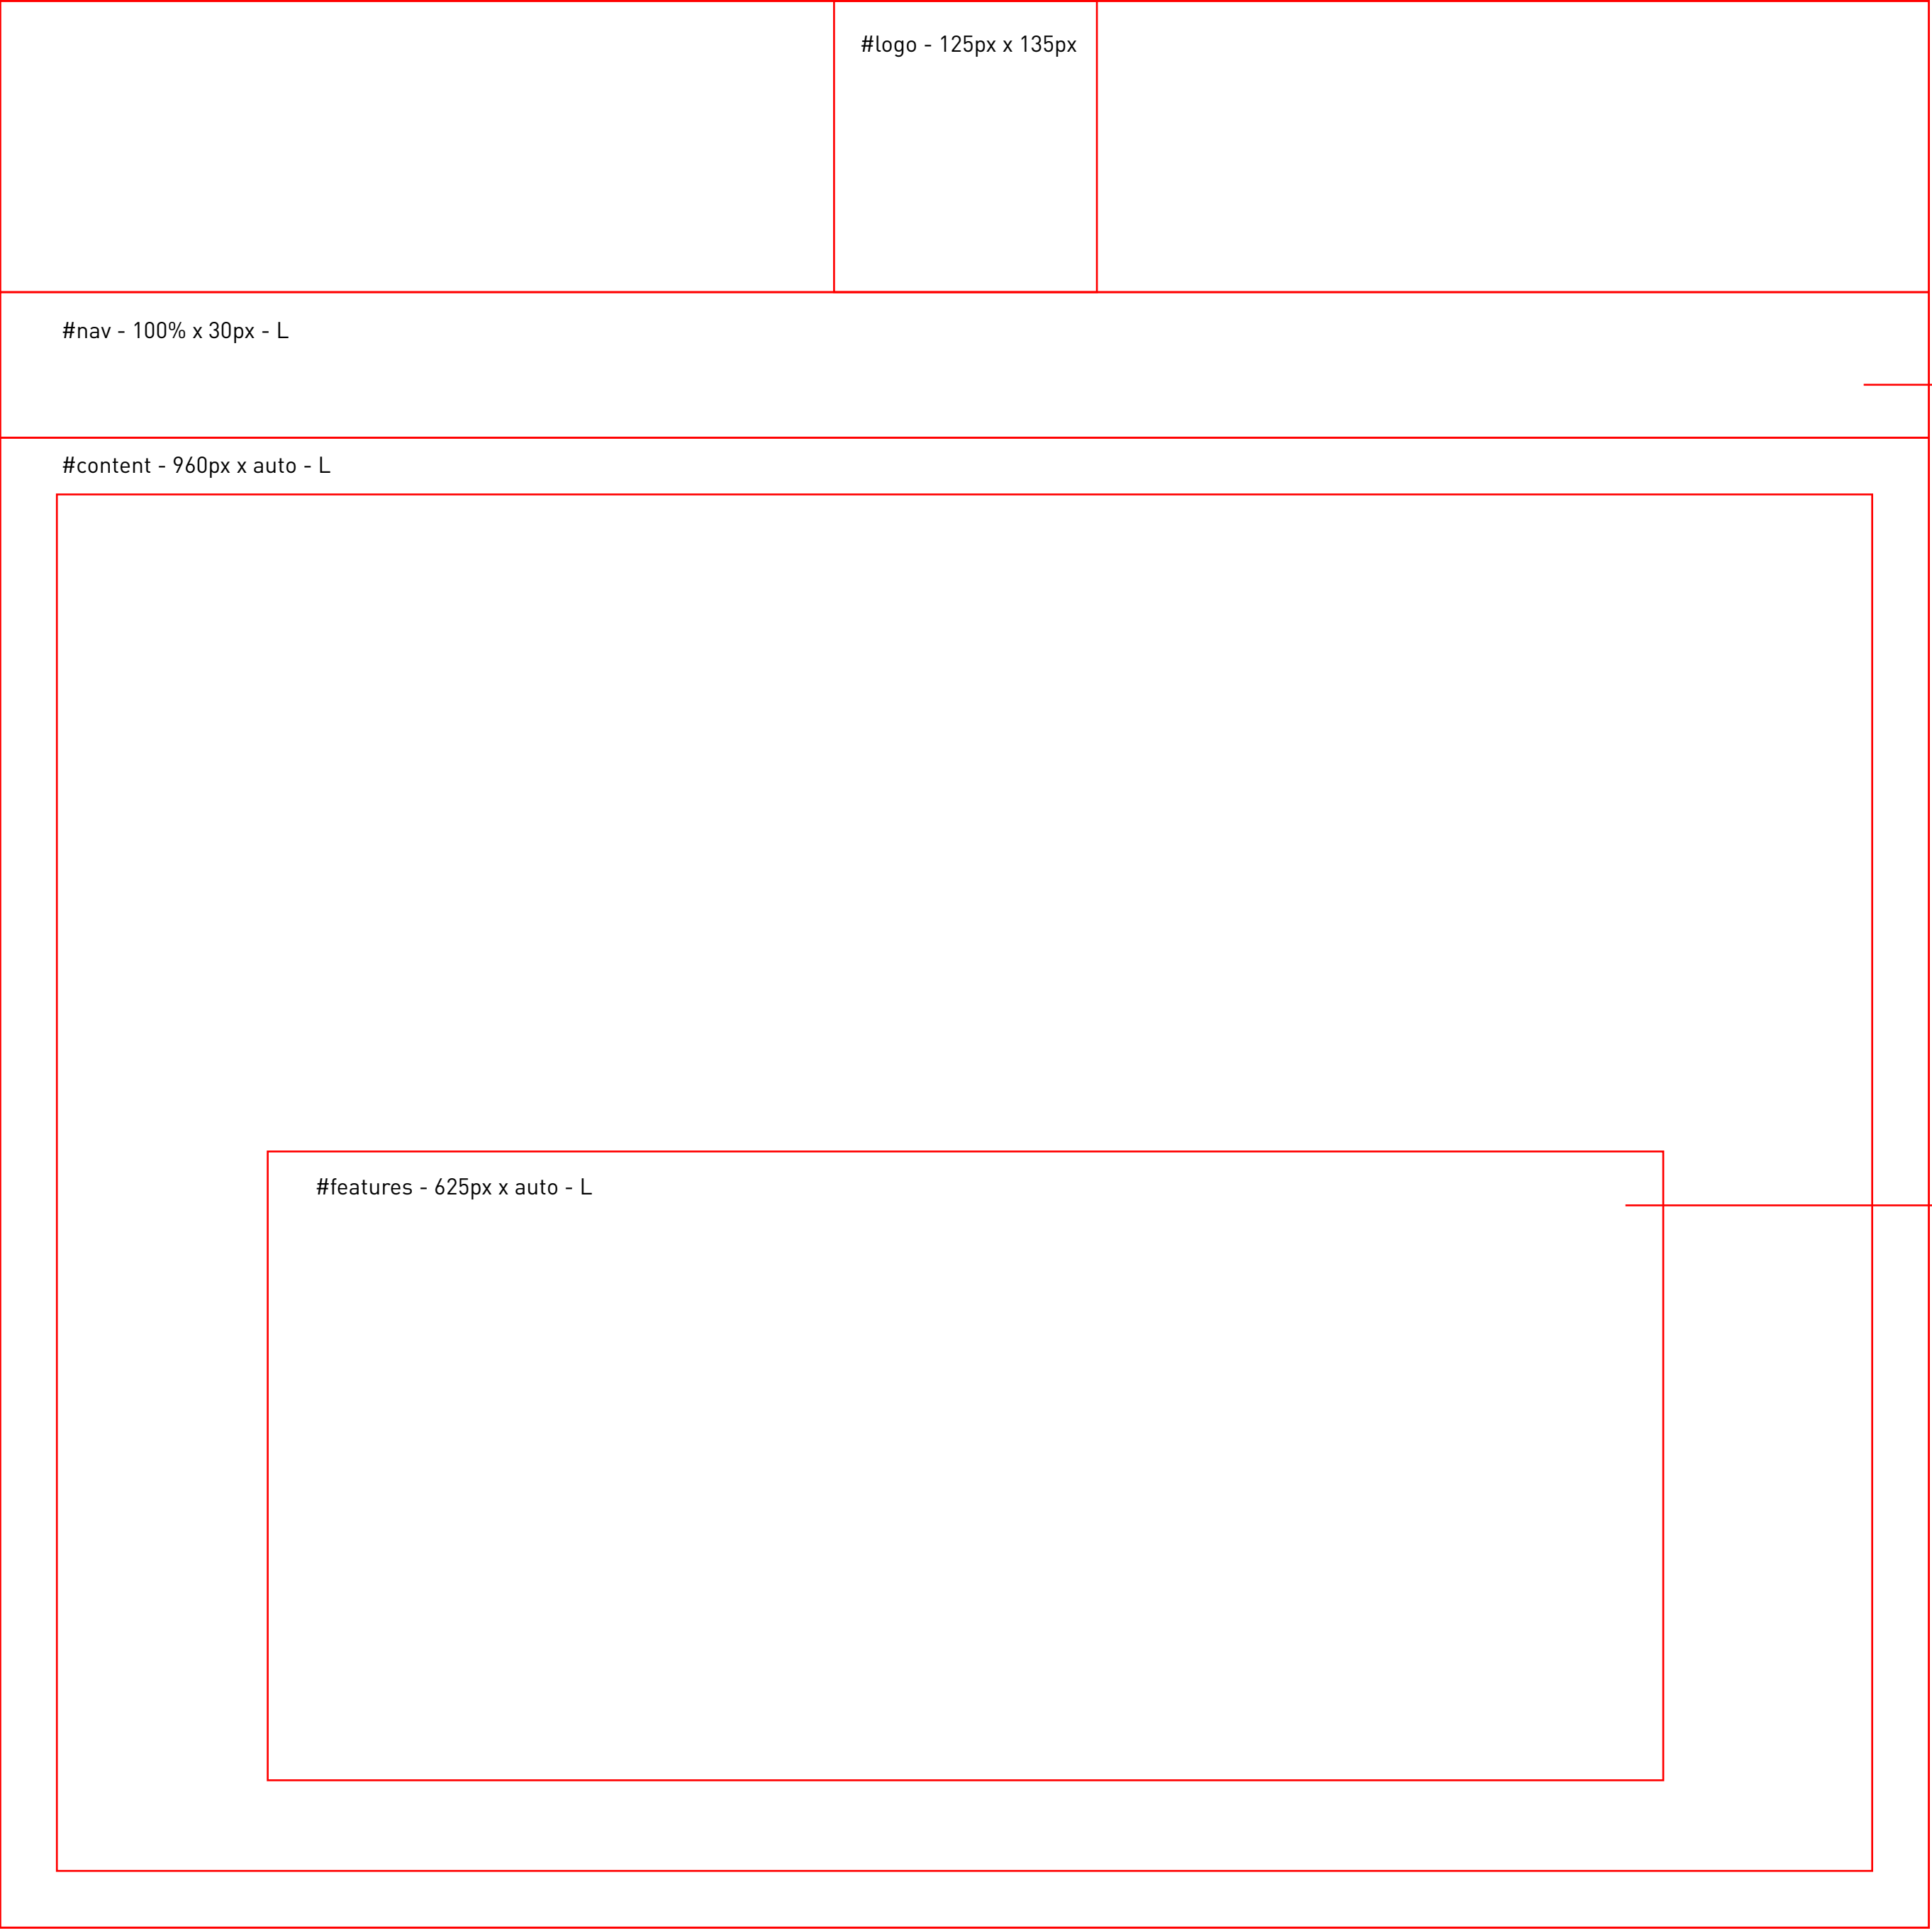 #logo - 125px x 135px
#nav - 100% x 30px - L
#content - 960px x auto - L
#features - 625px x auto - L